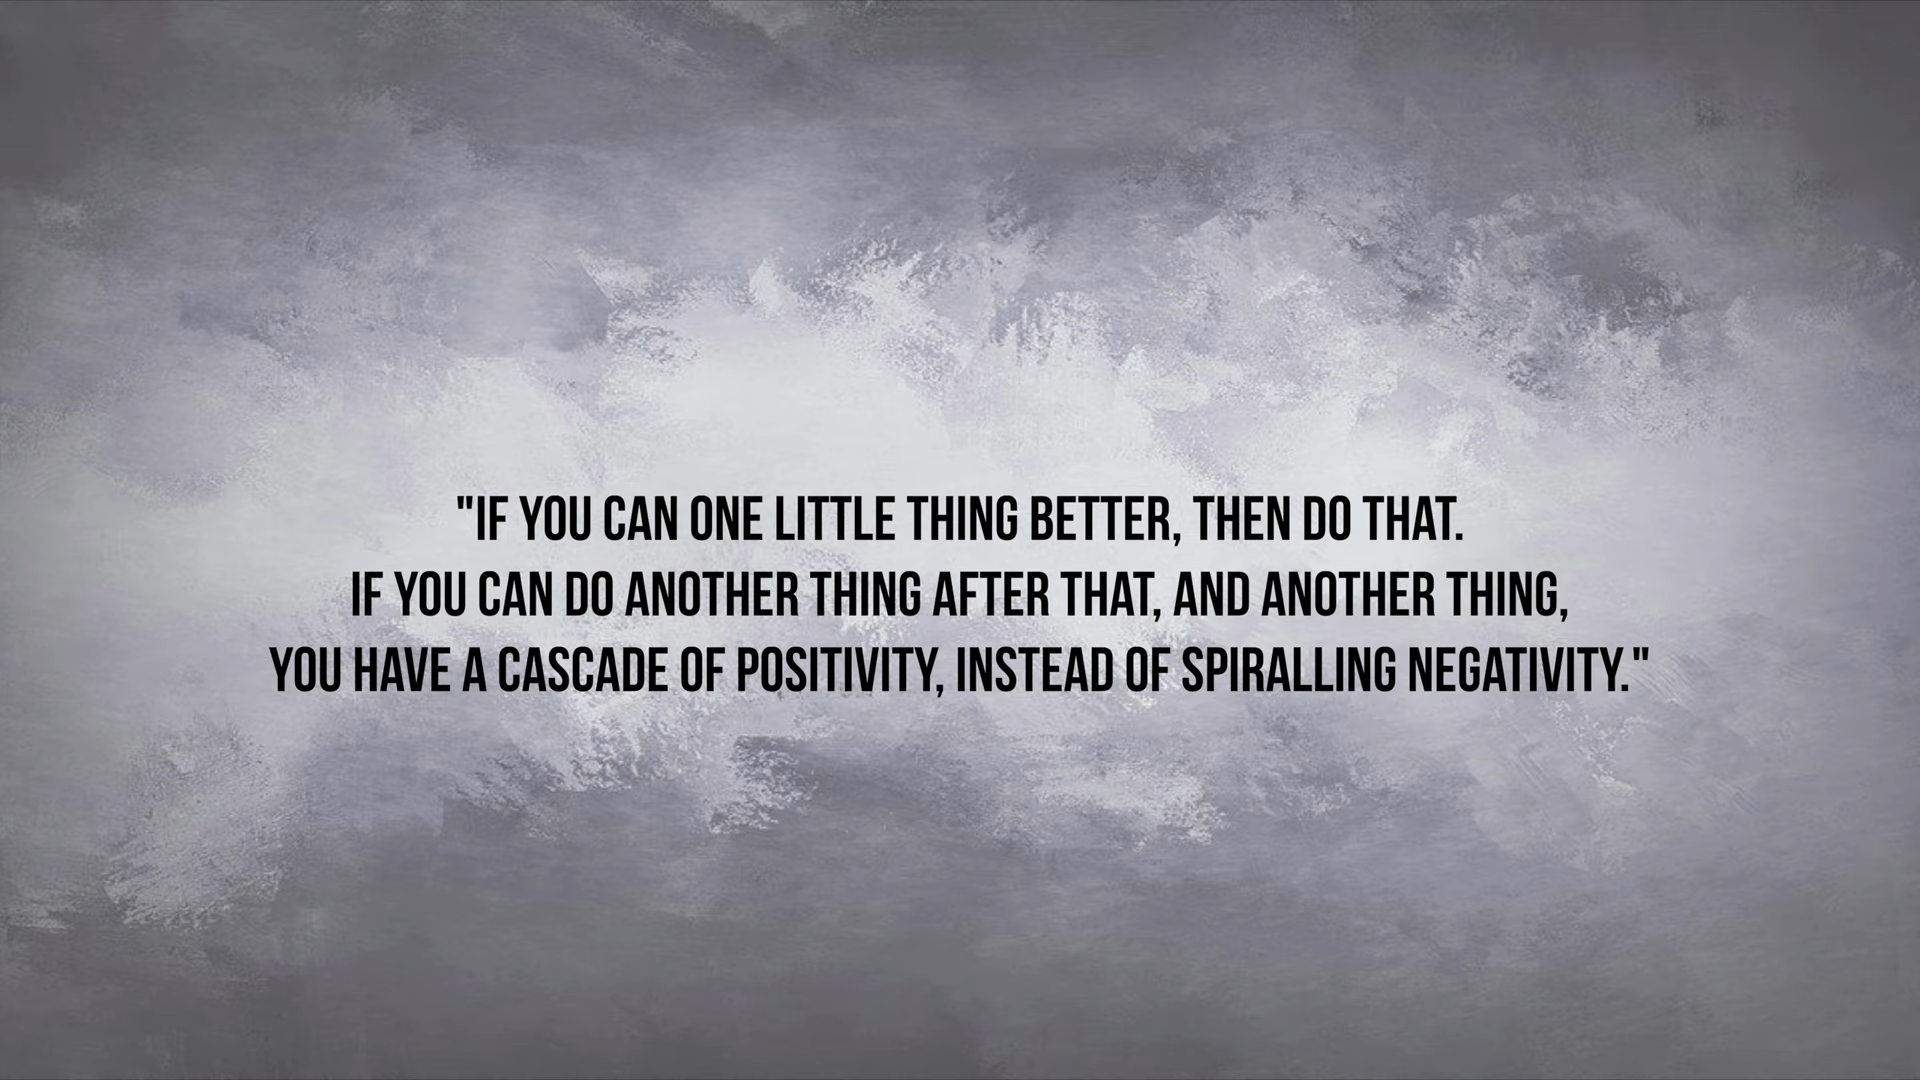 "IF YOU CAN ONE LITTLE THING BETTER, THEN DO THAT.
IF YOU CAN DO ANOTHER THING AFTER THAT, AND ANOTHER THING,
YOU HAVE A CASCADE OF POSITIVITY, INSTEAD OF SPIRALLING NEGATIVITY."